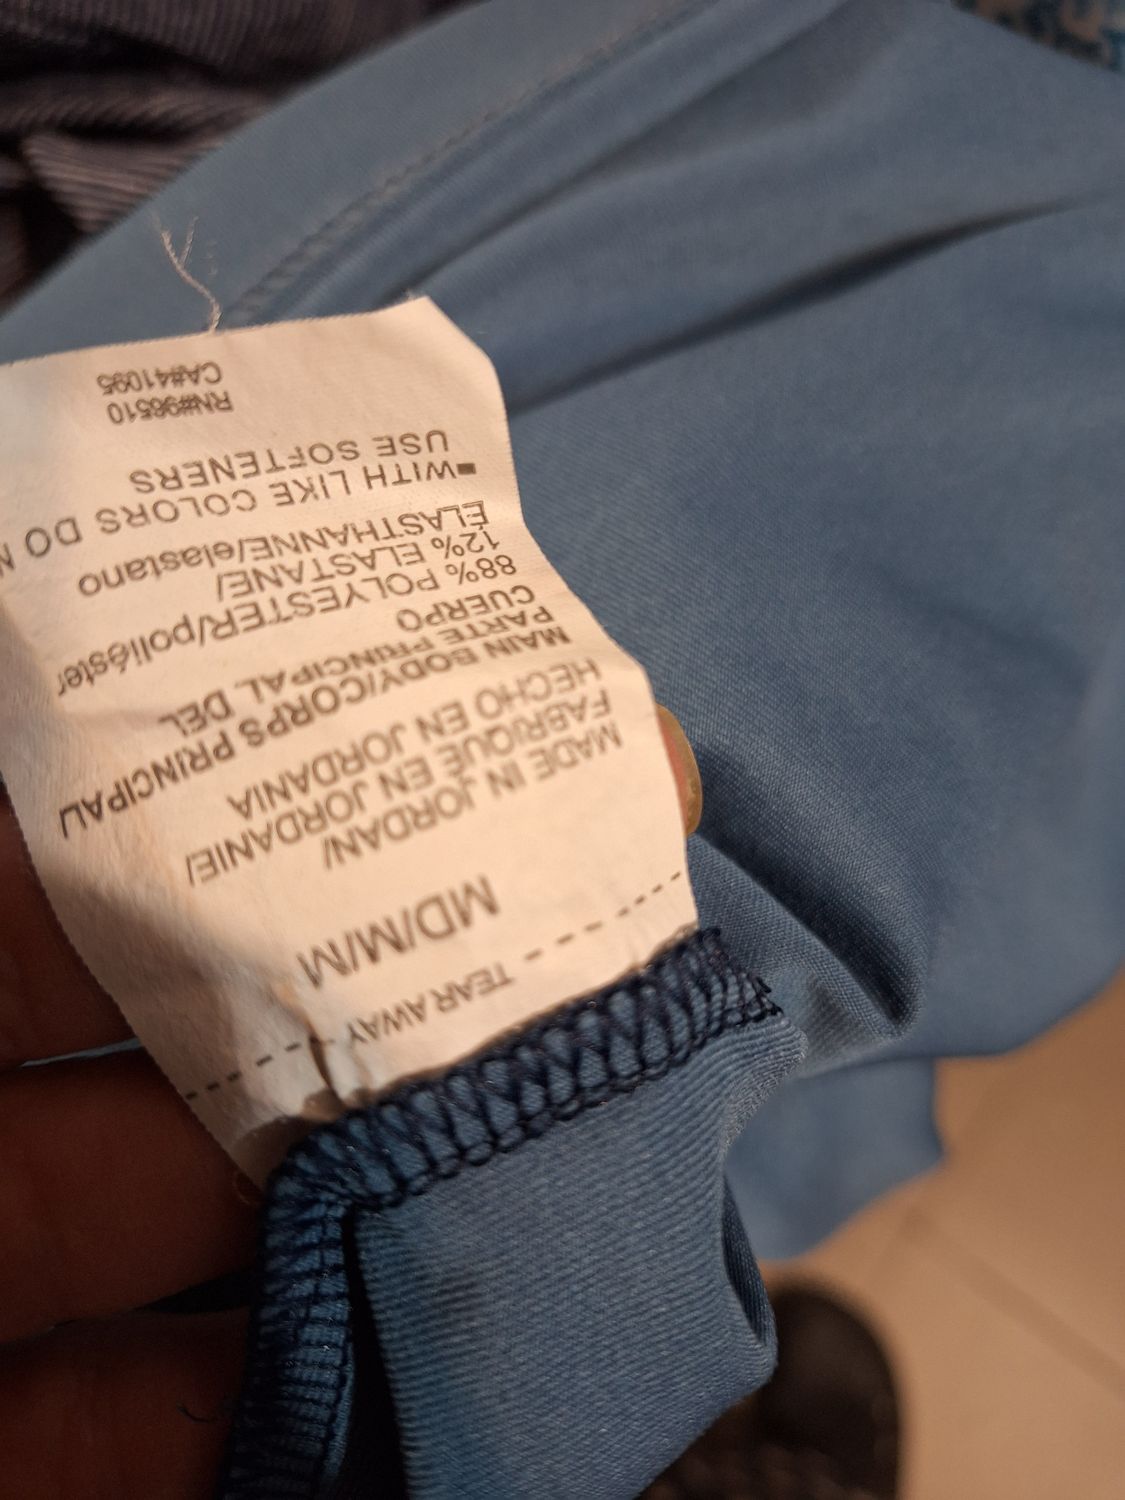 TEAR AWAY
MD/M/M
MADE IN JORDAN/
FABRIQUÉ EN JORDANIE/
HECHO EN JORDANIA
MAIN BODY/CORPS PRINCIPAL/
PARTE PRINCIPAL DEL
CUERPO
88% POLYESTER/poliéster
12% ELASTANE/
ÉLASTHANNE/elastano
WITH LIKE COLORS DO
USE SOFTENERS
RN#96510
CA#41095